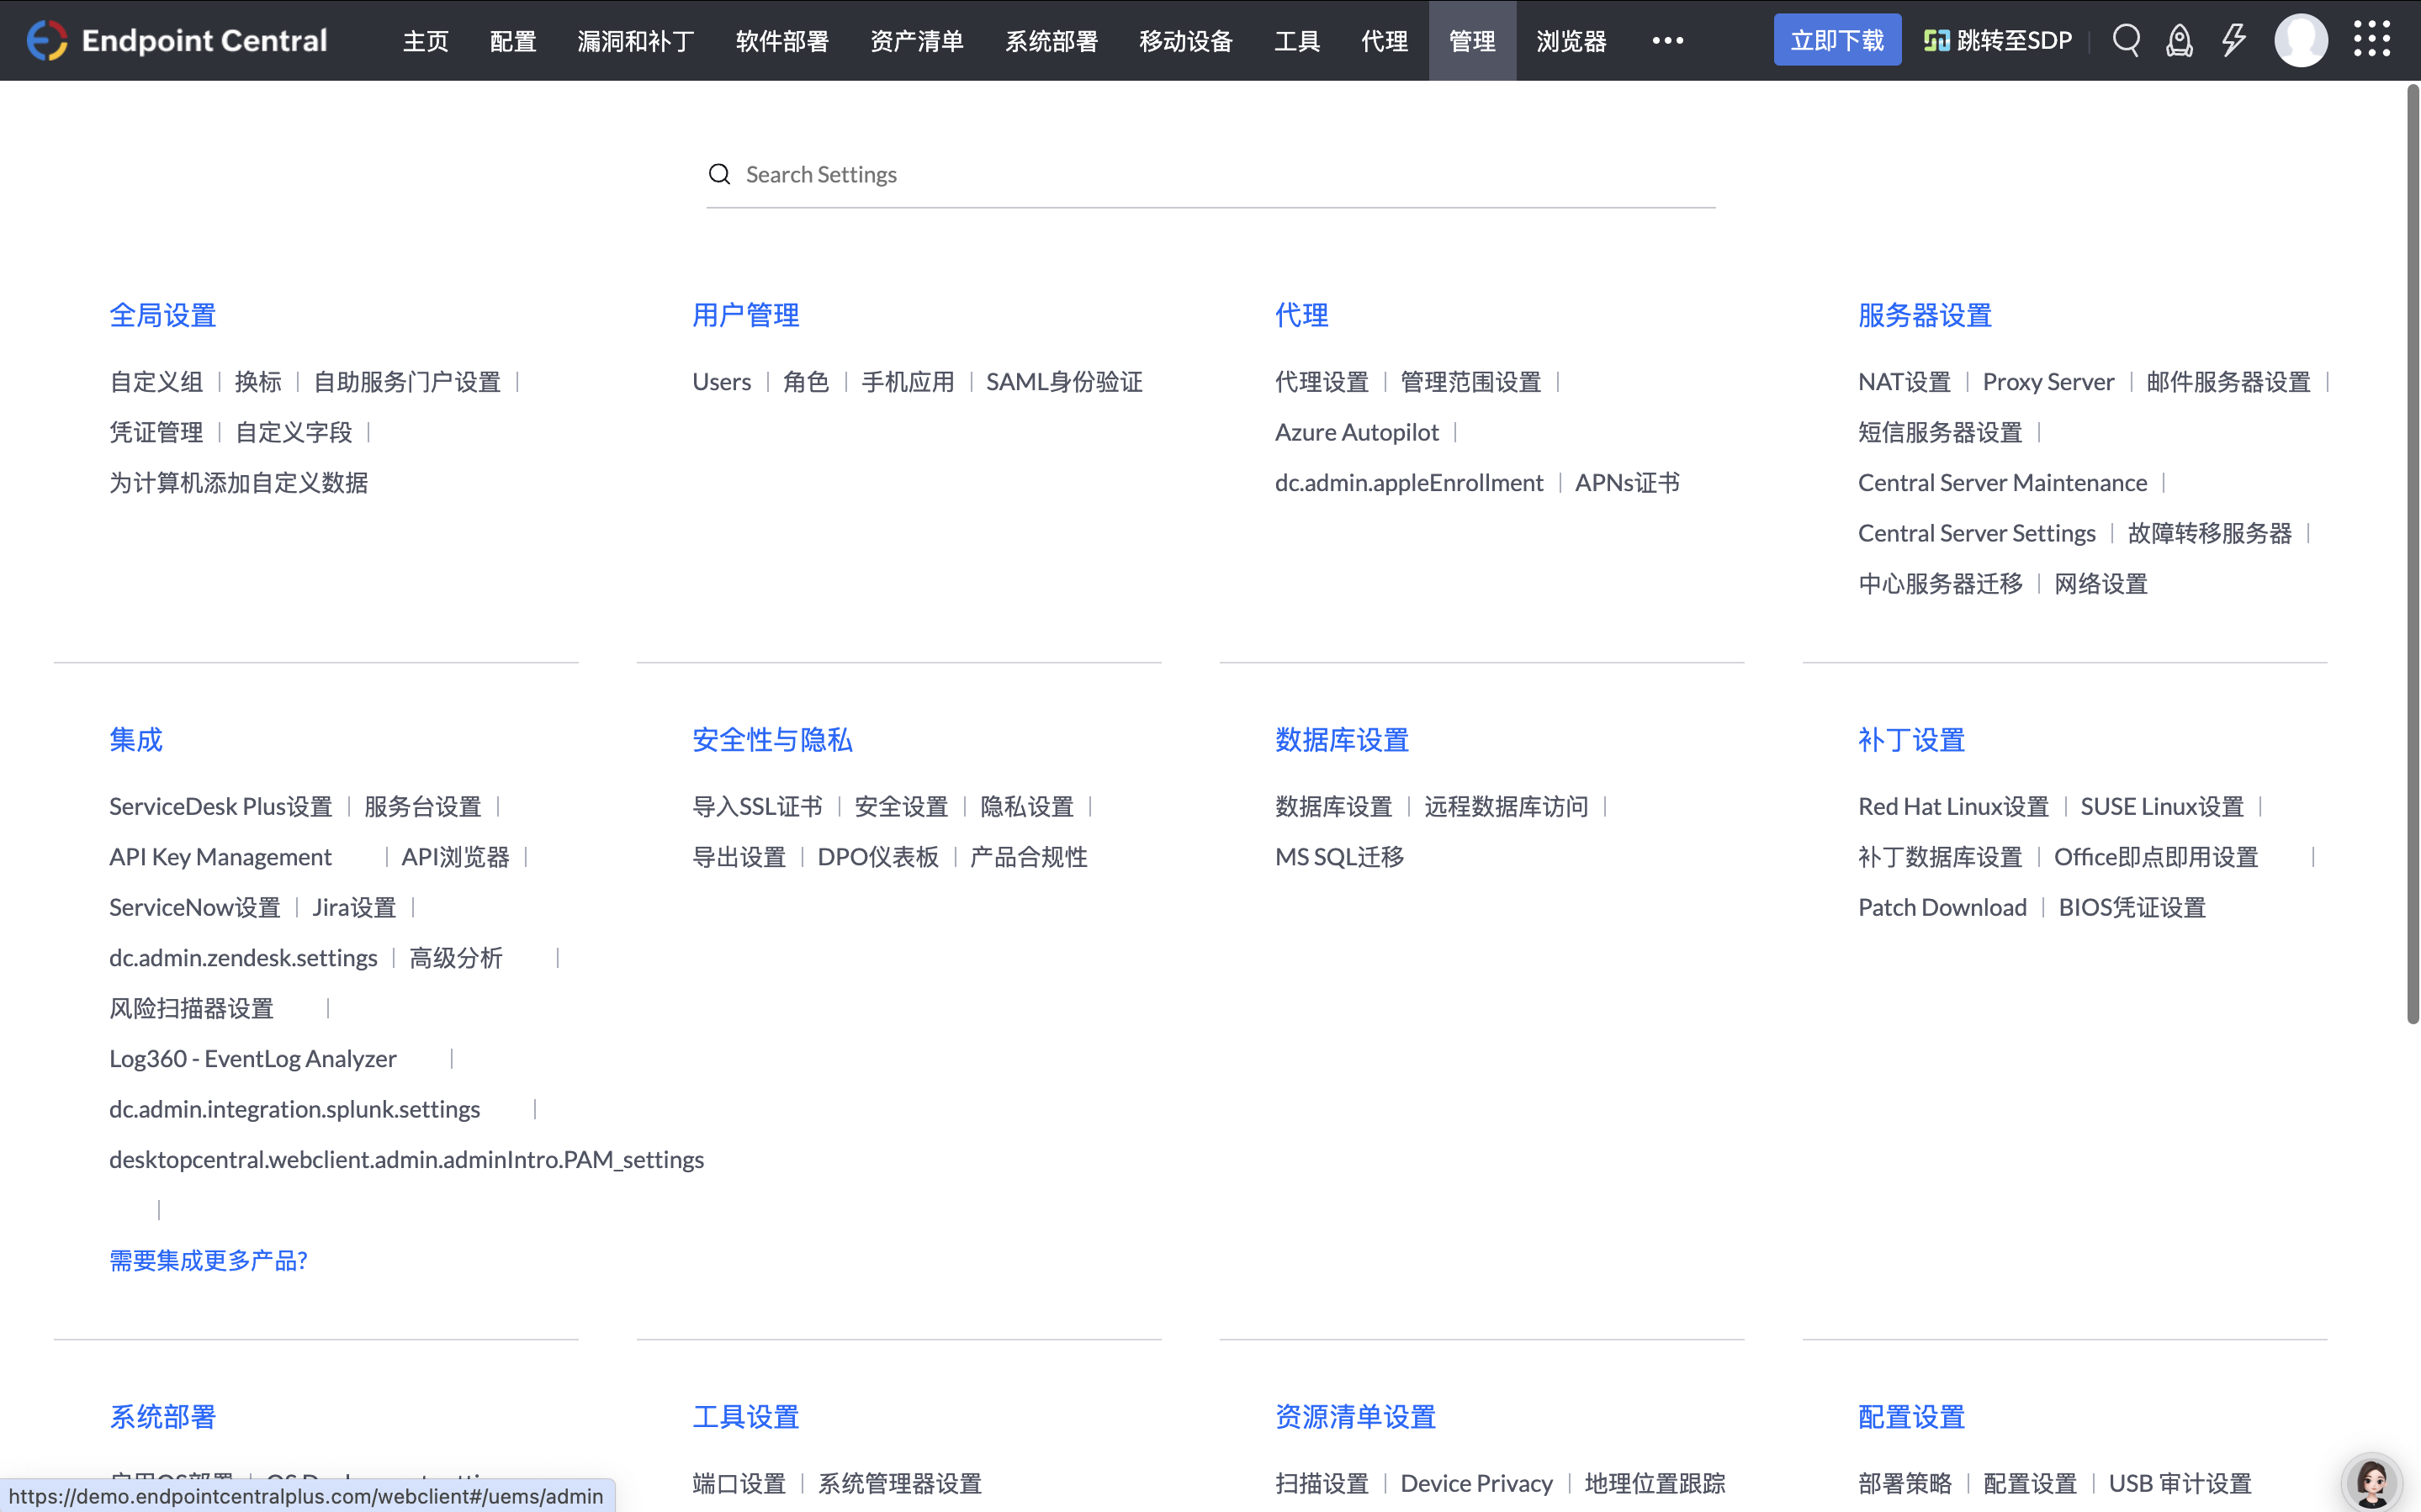 Endpoint Central 主页 配置 漏洞和补丁 软件部署 资产清单 系统部署 移动设备 工具 代理 管理 浏览器 ••• 立即下载 跳转至SDP
Search Settings
全局设置
自定义组 | 换标 | 自助服务门户设置 |
凭证管理 | 自定义字段 |
为计算机添加自定义数据
用户管理
Users | 角色 | 手机应用 | SAML身份验证
代理
代理设置 | 管理范围设置 |
Azure Autopilot |
dc.admin.appleEnrollment | APNs证书
服务器设置
NAT设置 | Proxy Server | 邮件服务器设置 |
短信服务器设置 |
Central Server Maintenance |
Central Server Settings | 故障转移服务器 |
中心服务器迁移 | 网络设置
集成
ServiceDesk Plus设置 | 服务台设置 |
API Key Management | API浏览器 |
ServiceNow设置 | Jira设置 |
dc.admin.zendesk.settings | 高级分析 |
风险扫描器设置 |
Log360 - EventLog Analyzer |
dc.admin.integration.splunk.settings |
desktopcentral.webclient.admin.adminIntro.PAM_settings
|
需要集成更多产品?
安全性与隐私
导入SSL证书 | 安全设置 | 隐私设置 |
导出设置 | DPO仪表板 | 产品合规性
数据库设置
数据库设置 | 远程数据库访问 |
MS SQL迁移
补丁设置
Red Hat Linux设置 | SUSE Linux设置 |
补丁数据库设置 | Office即点即用设置 |
Patch Download | BIOS凭证设置
系统部署
工具设置
端口设置 | 系统管理器设置
资源清单设置
扫描设置 | Device Privacy | 地理位置跟踪
配置设置
部署策略 | 配置设置 | USB 审计设置
https://demo.endpointcentralplus.com/webclient#/uems/admin